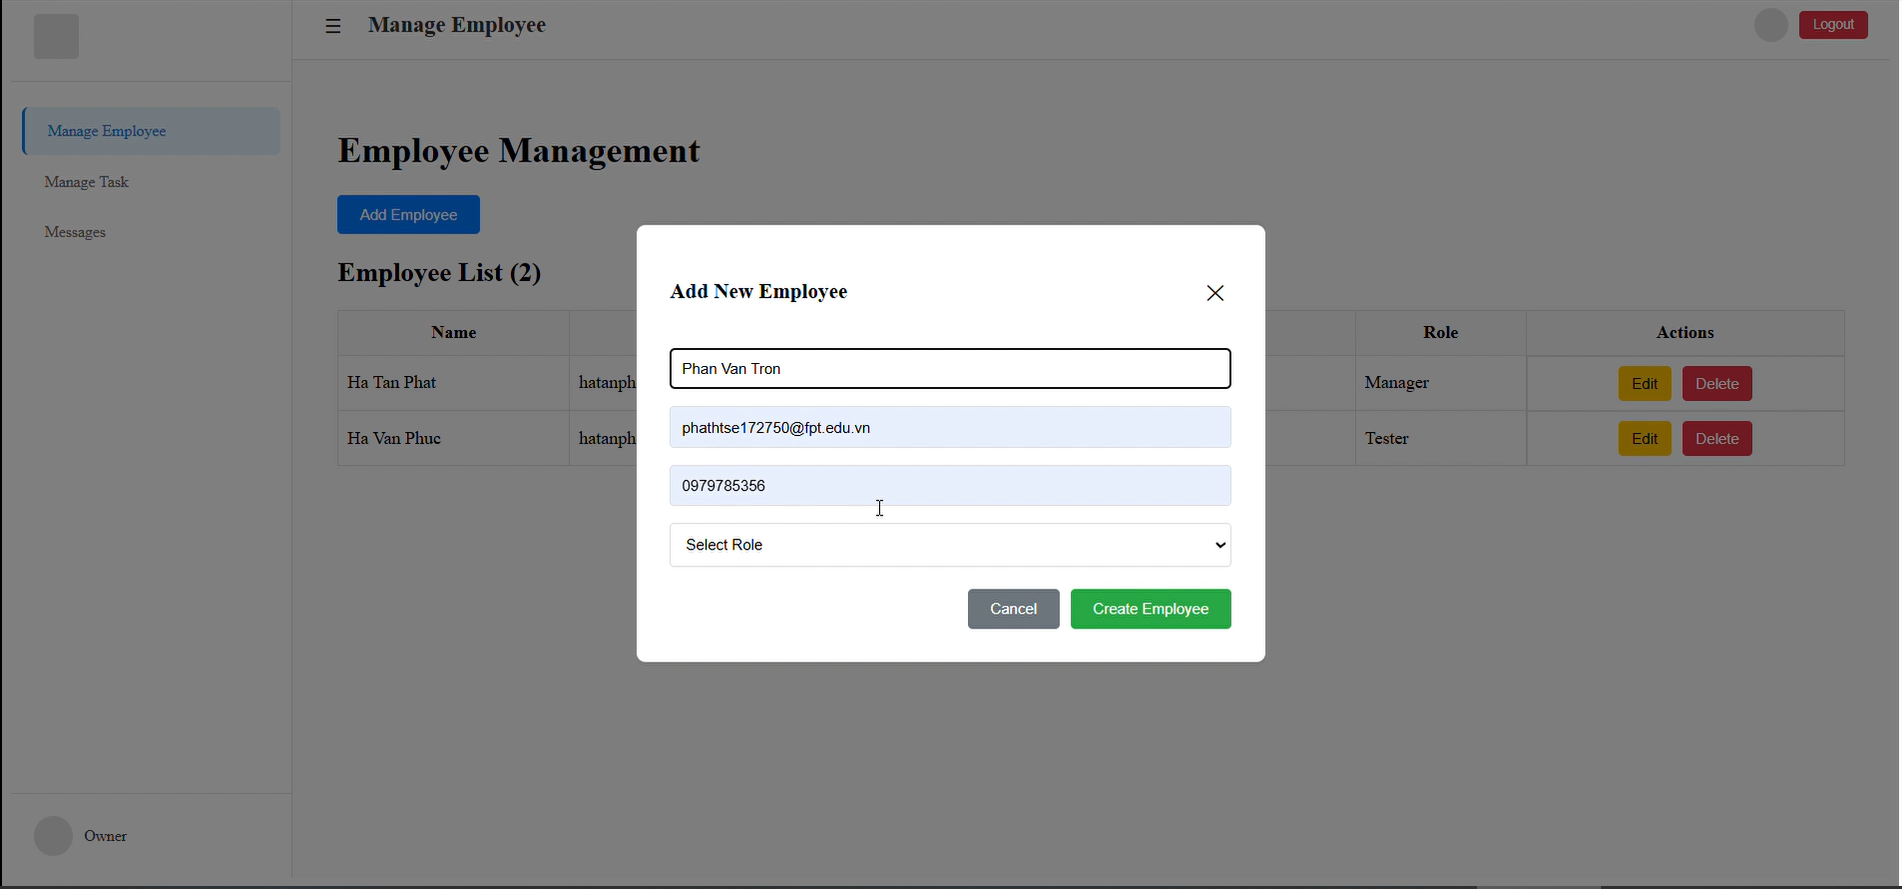 ☰ Manage Employee
Logout
Manage Employee
Manage Task
Messages
Owner
Employee Management
Add Employee
Employee List (2)
Name Role Actions
Ha Tan Phat hatanph Manager Edit Delete
Ha Van Phuc hatanph Tester Edit Delete
Add New Employee
Phan Van Tron
phathtse172750@fpt.edu.vn
0979785356
Select Role
Cancel Create Employee